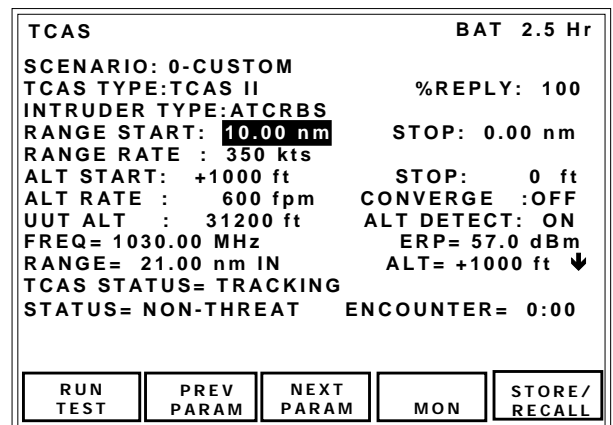 TCAS BAT 2.5 Hr
SCENARIO: 0-CUSTOM
TCAS TYPE:TCAS II %REPLY: 100
INTRUDER TYPE:ATCRBS
RANGE START: 10.00 nm STOP: 0.00 nm
RANGE RATE : 350 kts
ALT START: +1000 ft STOP: 0 ft
ALT RATE : 600 fpm CONVERGE :OFF
UUT ALT : 31200 ft ALT DETECT: ON
FREQ= 1030.00 MHz ERP= 57.0 dBm
RANGE= 21.00 nm IN ALT= +1000 ft
TCAS STATUS= TRACKING
STATUS= NON-THREAT ENCOUNTER= 0:00
RUN TEST
PREV PARAM
NEXT PARAM
MON
STORE/ RECALL